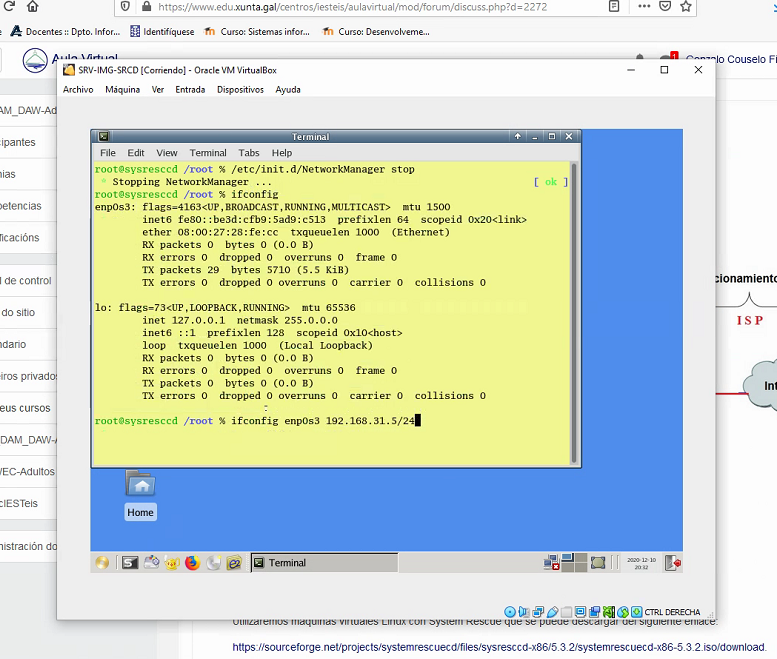 https://www.edu.xunta.gal/centros/iesteis/aulavirtual/mod/forum/discuss.php?d=2272
Docentes :: Dpto. Infor...
Identifíquese
Curso: Sistemas infor...
Curso: Desenvolveme...
Aula Virtual
1
Gonzalo Couselo Fi
SRV-IMG-SRCD [Corriendo] - Oracle VM VirtualBox
Archivo Máquina Ver Entrada Dispositivos Ayuda
AM_DAW-Ad
cipantes
nias
petencias
ificacións
l de control
do sitio
ndario
eiros privados
eus cursos
DAM_DAW-A
VEC-Adultos
cIESTeis
nistración do
Terminal
File Edit View Terminal Tabs Help
root@sysresccd /root % /etc/init.d/NetworkManager stop
* Stopping NetworkManager ... [ ok ]
root@sysresccd /root % ifconfig
enp0s3: flags=4163<UP,BROADCAST,RUNNING,MULTICAST> mtu 1500
inet6 fe80::be3d:cfb9:5ad9:c513 prefixlen 64 scopeid 0x20<link>
ether 08:00:27:28:fe:cc txqueuelen 1000 (Ethernet)
RX packets 0 bytes 0 (0.0 B)
RX errors 0 dropped 0 overruns 0 frame 0
TX packets 29 bytes 5710 (5.5 KiB)
TX errors 0 dropped 0 overruns 0 carrier 0 collisions 0
lo: flags=73<UP,LOOPBACK,RUNNING> mtu 65536
inet 127.0.0.1 netmask 255.0.0.0
inet6 ::1 prefixlen 128 scopeid 0x10<host>
loop txqueuelen 1000 (Local Loopback)
RX packets 0 bytes 0 (0.0 B)
RX errors 0 dropped 0 overruns 0 frame 0
TX packets 0 bytes 0 (0.0 B)
TX errors 0 dropped 0 overruns 0 carrier 0 collisions 0
root@sysresccd /root % ifconfig enp0s3 192.168.31.5/24
cionamiento
ISP
Int
Home
Terminal
2020-12-10
20:32
CTRL DERECHA
Utilizaremos máquinas virtuales Linux con System Rescue que se puede descargar del siguiente enlace:
https://sourceforge.net/projects/systemrescuecd/files/sysresccd-x86/5.3.2/systemrescuecd-x86-5.3.2.iso/download.